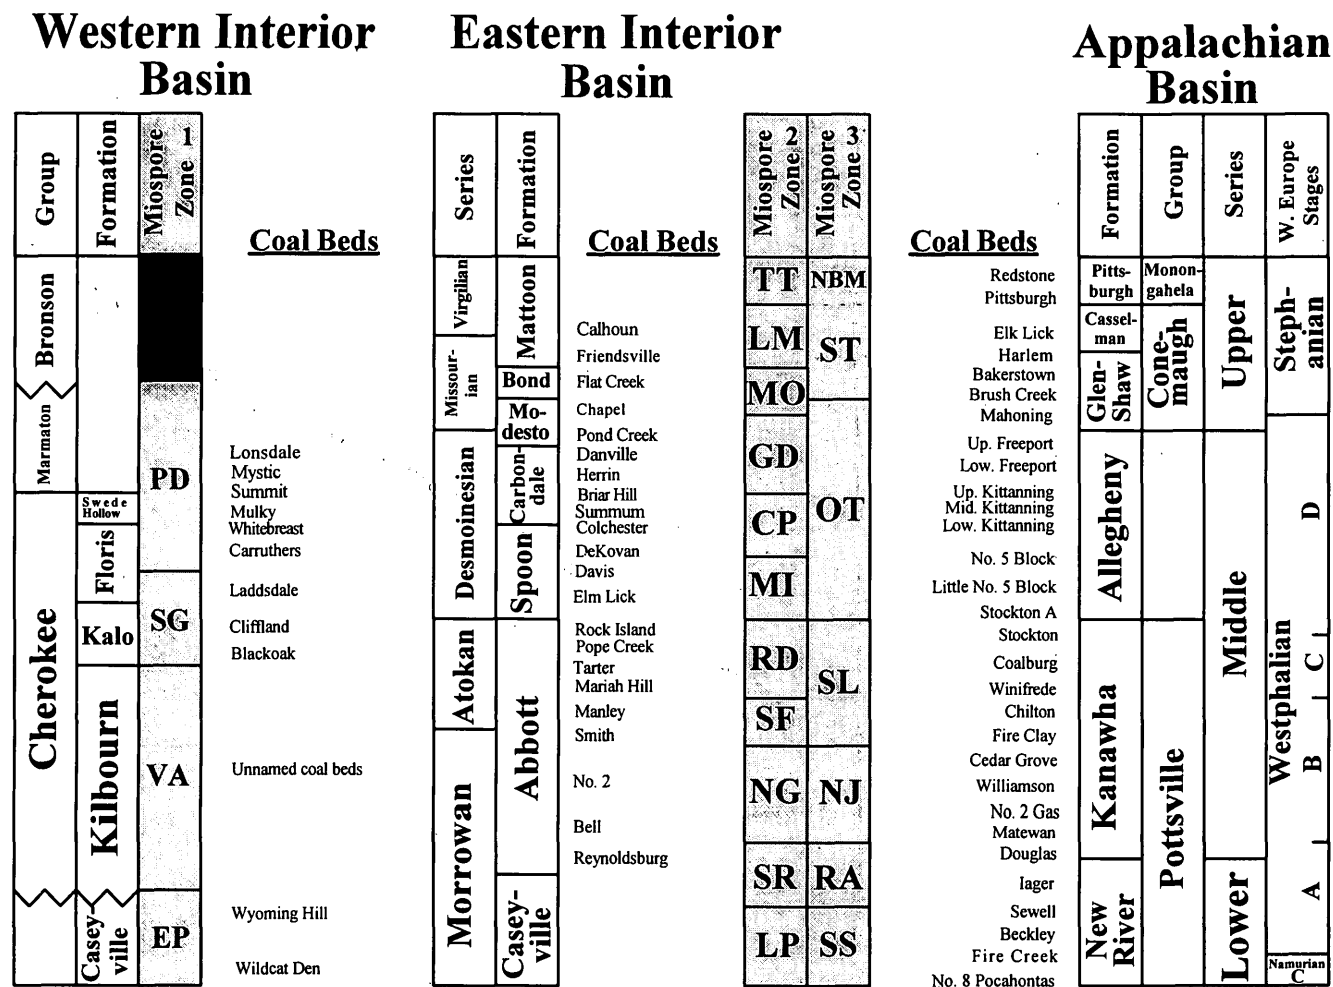 Western Interior
Basin
Group
Formation
Miospore 1
Zone
Coal Beds
Bronson
Marmaton
Cherokee
Swede
Hollow
Floris
Kalo
Kilbourn
Casey-
ville
PD
SG
VA
EP
Lonsdale
Mystic
Summit
Mulky
Whitebreast
Carruthers
Laddsdale
Cliffland
Blackoak
Unnamed coal beds
Wyoming Hill
Wildcat Den
Eastern Interior
Basin
Series
Formation
Coal Beds
Miospore 2
Zone
Miospore 3
Zone
Virgilian
Missour-
ian
Desmoinesian
Atokan
Morrowan
Mattoon
Bond
Mo-
desto
Carbon-
dale
Spoon
Abbott
Casey-
ville
Calhoun
Friendsville
Flat Creek
Chapel
Pond Creek
Danville
Herrin
Briar Hill
Summum
Colchester
DeKovan
Davis
Elm Lick
Rock Island
Pope Creek
Tarter
Mariah Hill
Manley
Smith
No. 2
Bell
Reynoldsburg
TT
LM
MO
GD
CP
MI
RD
SF
NG
SR
LP
NBM
ST
OT
SL
NJ
RA
SS
Appalachian
Basin
Coal Beds
Formation
Group
Series
W. Europe
Stages
Redstone
Pittsburgh
Elk Lick
Harlem
Bakerstown
Brush Creek
Mahoning
Up. Freeport
Low. Freeport
Up. Kittanning
Mid. Kittanning
Low. Kittanning
No. 5 Block
Little No. 5 Block
Stockton A
Stockton
Coalburg
Winifrede
Chilton
Fire Clay
Cedar Grove
Williamson
No. 2 Gas
Matewan
Douglas
Iager
Sewell
Beckley
Fire Creek
No. 8 Pocahontas
Pitts-
burgh
Cassel-
man
Glen-
Shaw
Allegheny
Kanawha
New
River
Monon-
gahela
Cone-
maugh
Pottsville
Upper
Middle
Lower
Steph-
anian
Westphalian
D
C
B
A
Namurian
C